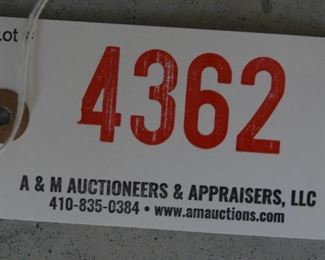 Lot #
4362
A & M AUCTIONEERS & APPRAISERS, LLC
410-835-0384 • www.amauctions.com